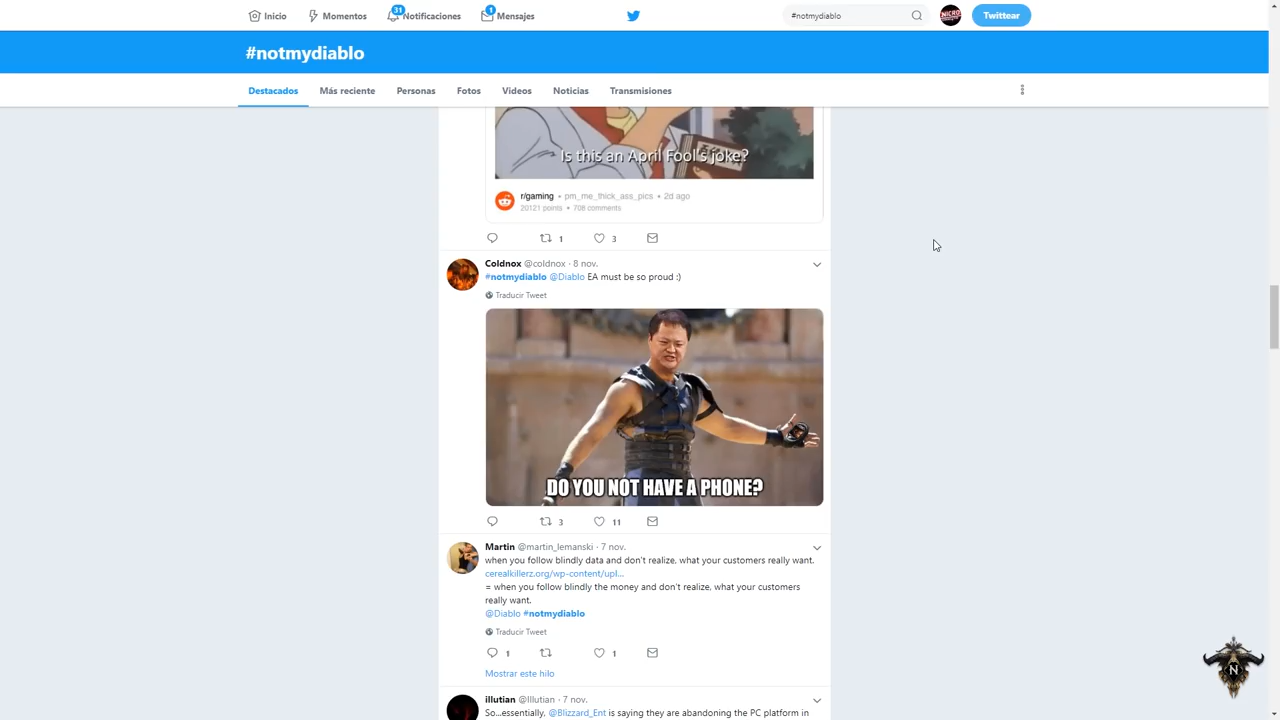 Inicio
Momentos
31
Notificaciones
1
Mensajes
#notmydiablo
Twittear
#notmydiablo
Destacados
Más reciente
Personas
Fotos
Videos
Noticias
Transmisiones
Is this an April Fool's joke?
r/gaming • pm_me_thick_ass_pics • 2d ago
20121 points • 708 comments
1
3
Coldnox @coldnox · 8 nov.
#notmydiablo @Diablo EA must be so proud :)
Traducir Tweet
DO YOU NOT HAVE A PHONE?
3
11
Martin @martin_lemanski · 7 nov.
when you follow blindly data and don't realize, what your customers really want.
cerealkillerz.org/wp-content/upl...
= when you follow blindly the money and don't realize, what your customers
really want.
@Diablo #notmydiablo
Traducir Tweet
1
1
Mostrar este hilo
illutian @Illutian · 7 nov.
So...essentially, @Blizzard_Ent is saying they are abandoning the PC platform in
N